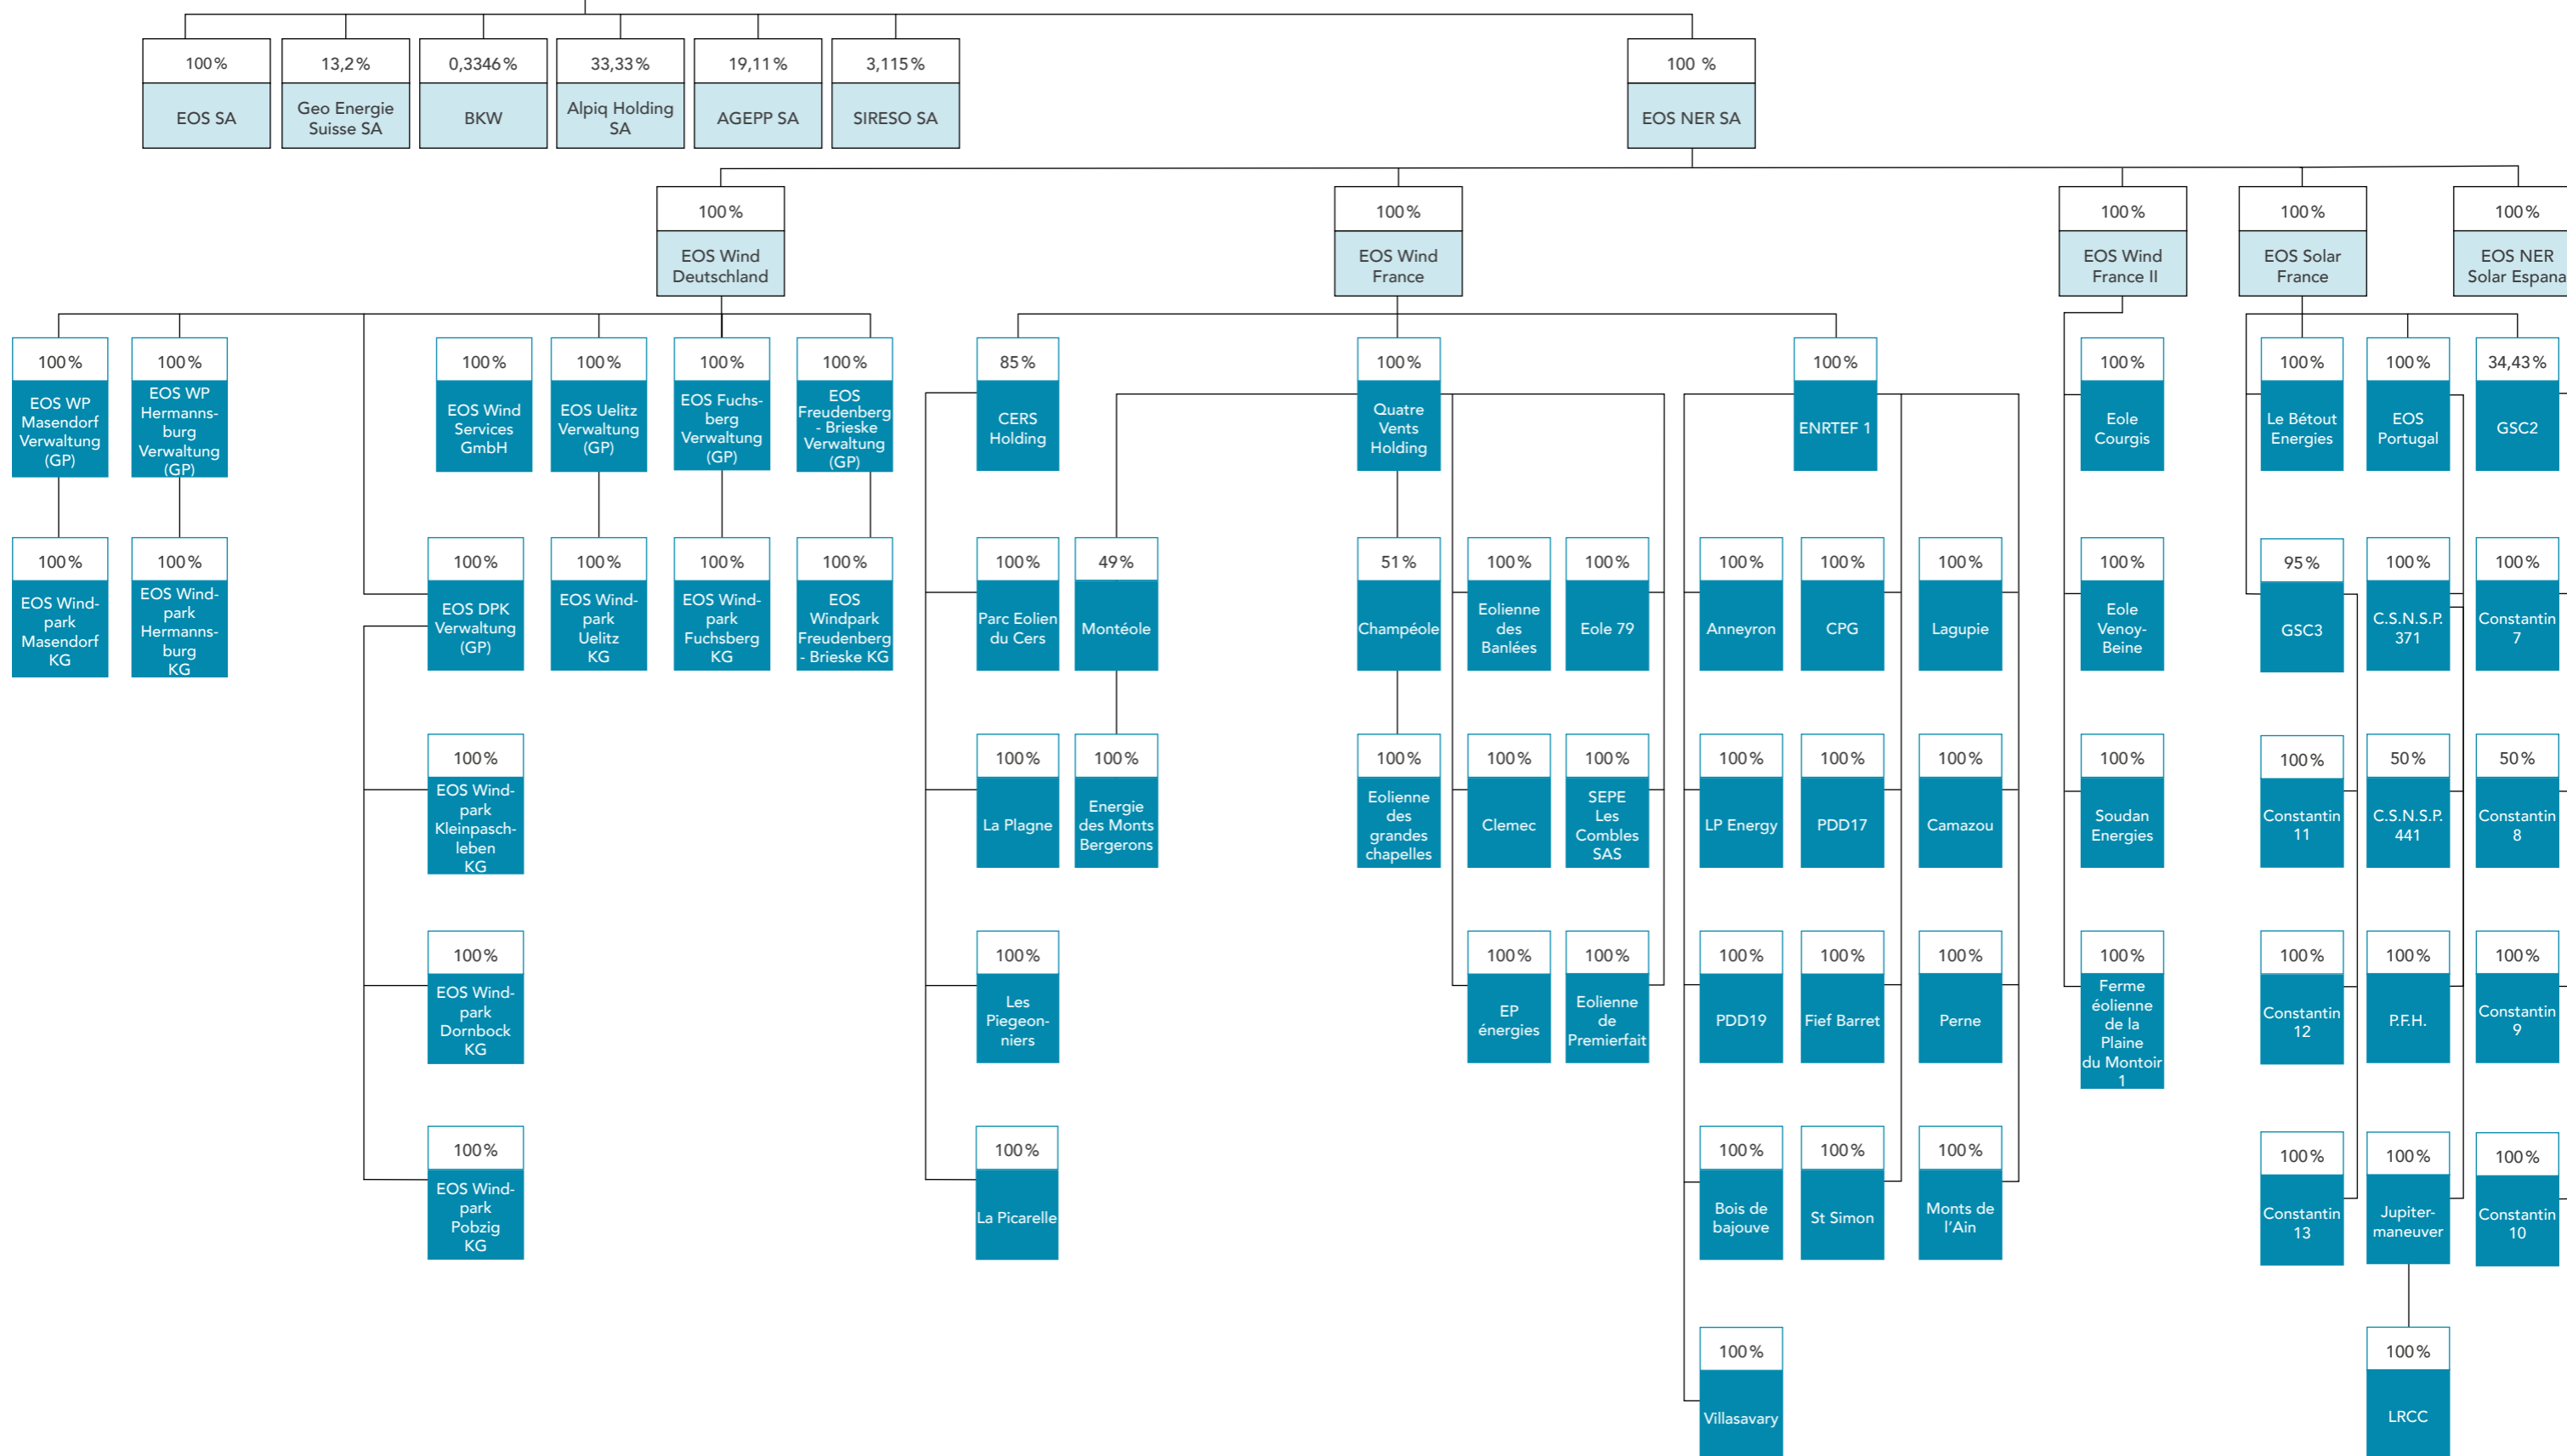 100 %
EOS SA
13,2 %
Geo Energie
Suisse SA
0,3346 %
BKW
33,33 %
Alpiq Holding
SA
19,11 %
AGEPP SA
3,115 %
SIRESO SA
100 %
EOS NER SA
100 %
EOS Wind
Deutschland
100 %
EOS Wind
France
100 %
EOS Wind
France II
100 %
EOS Solar
France
100 %
EOS NER
Solar Espana
100 %
EOS WP
Masendorf
Verwaltung
(GP)
100 %
EOS WP
Hermanns-
burg
Verwaltung
(GP)
100 %
EOS Wind
Services
GmbH
100 %
EOS Uelitz
Verwaltung
(GP)
100 %
EOS Fuchs-
berg
Verwaltung
(GP)
100 %
EOS
Freudenberg
- Brieske
Verwaltung
(GP)
85 %
CERS
Holding
100 %
Quatre
Vents
Holding
100 %
ENRTEF 1
100 %
Eole
Courgis
100 %
Le Bétout
Energies
100 %
EOS
Portugal
34,43 %
GSC2
100 %
EOS Wind-
park
Masendorf
KG
100 %
EOS Wind-
park
Hermanns-
burg
KG
100 %
EOS DPK
Verwaltung
(GP)
100 %
EOS Wind-
park
Uelitz
KG
100 %
EOS Wind-
park
Fuchsberg
KG
100 %
EOS
Windpark
Freudenberg
- Brieske KG
100 %
Parc Eolien
du Cers
49 %
Montéole
51 %
Champéole
100 %
Eolienne
des
Banlées
100 %
Eole 79
100 %
Anneyron
100 %
CPG
100 %
Lagupie
100 %
Eole
Venoy-
Beine
95 %
GSC3
100 %
C.S.N.S.P.
371
100 %
Constantin
7
100 %
EOS Wind-
park
Kleinpasch-
leben
KG
100 %
La Plagne
100 %
Energie
des Monts
Bergerons
100 %
Eolienne
des
grandes
chapelles
100 %
Clemec
100 %
SEPE
Les
Combles
SAS
100 %
LP Energy
100 %
PDD17
100 %
Camazou
100 %
Soudan
Energies
100 %
Constantin
11
50 %
C.S.N.S.P.
441
50 %
Constantin
8
100 %
EOS Wind-
park
Dornbock
KG
100 %
Les
Piegeon-
niers
100 %
EP
énergies
100 %
Eolienne
de
Premierfait
100 %
PDD19
100 %
Fief Barret
100 %
Perne
100 %
Ferme
éolienne
de la
Plaine
du Montoir
1
100 %
Constantin
12
100 %
P.F.H.
100 %
Constantin
9
100 %
EOS Wind-
park
Pobzig
KG
100 %
La Picarelle
100 %
Bois de
bajouve
100 %
St Simon
100 %
Monts de
l'Ain
100 %
Constantin
13
100 %
Jupiter-
maneuver
100 %
Constantin
10
100 %
Villasavary
100 %
LRCC